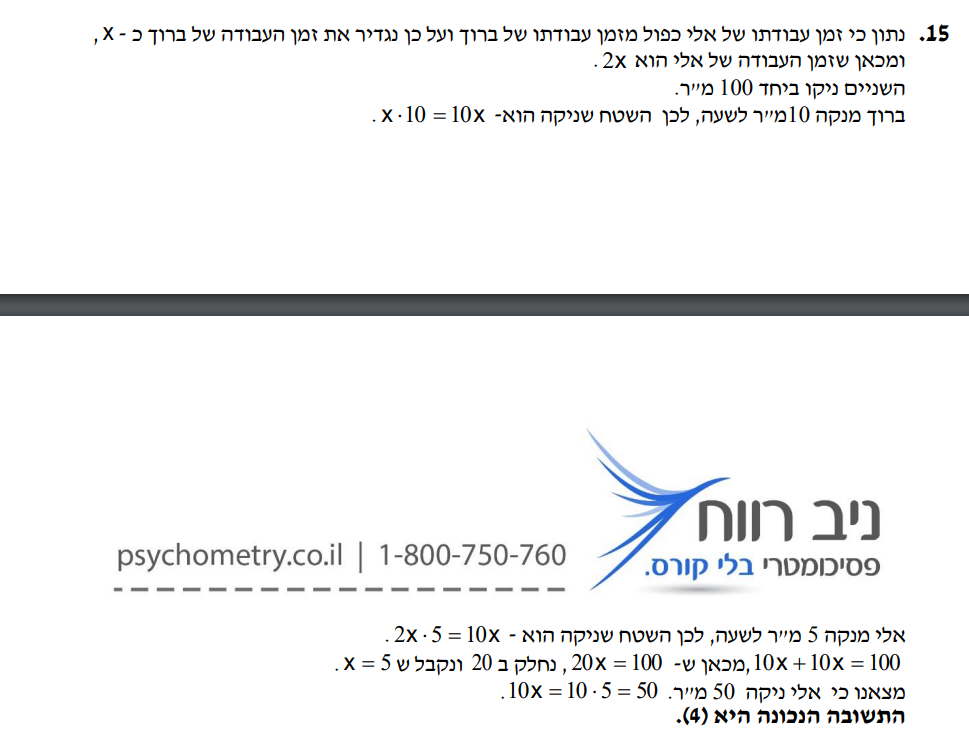 15. נתון כי זמן עבודתו של אלי כפול מזמן עבודתו של ברוך ועל כן נגדיר את זמן העבודה של ברוך כ - x,
ומכאן שזמן העבודה של אלי הוא 2x .
השניים ניקו ביחד 100 מ''ר.
ברוך מנקה 10מ''ר לשעה, לכן השטח שניקה הוא- x·10 = 10x .
ניב רווח
פסיכומטרי בלי קורס.
psychometry.co.il | 1-800-750-760
אלי מנקה 5 מ''ר לשעה, לכן השטח שניקה הוא - 2x·5 = 10x .
10x + 10x = 100 ,מכאן ש- 20x = 100 , נחלק ב 20 ונקבל ש x = 5 .
מצאנו כי אלי ניקה 50 מ''ר. 10x = 10·5 = 50 .
התשובה הנכונה היא (4).